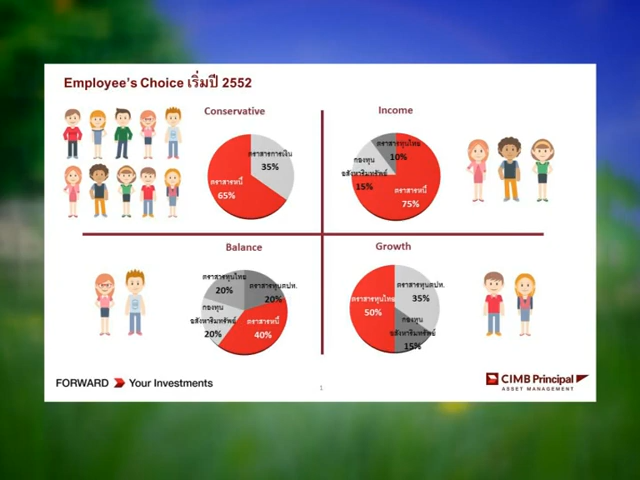 Employee's Choice เริ่มปี 2552
Conservative
ตราสารการเงิน
35%
ตราสารหนี้
65%
Income
ตราสารทุนไทย
10%
กองทุน
อสังหาริมทรัพย์
15%
ตราสารหนี้
75%
Balance
ตราสารทุนไทย
20%
ตราสารทุนตปท.
20%
กองทุน
อสังหาริมทรัพย์
20%
ตราสารหนี้
40%
Growth
ตราสารทุนตปท.
35%
ตราสารทุนไทย
50%
กอง
อสังหาริมทรัพย์
15%
FORWARD Your Investments
1
CIMB Principal
ASSET MANAGEMENT